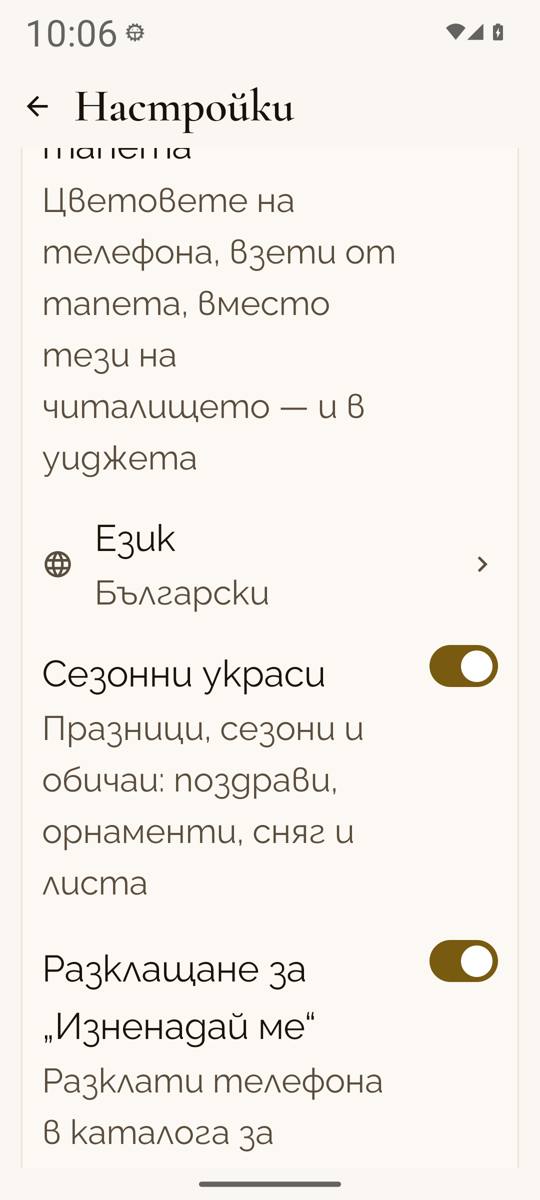 10:06
Настройки
тапета
Цветовете на
телефона, взети от
тапета, вместо
тези на
читалището — и в
уиджета
Език
Български
Сезонни украси
Празници, сезони и
обичаи: поздрави,
орнаменти, сняг и
листа
Разклащане за
„Изненадай ме“
Разклати телефона
в каталога за